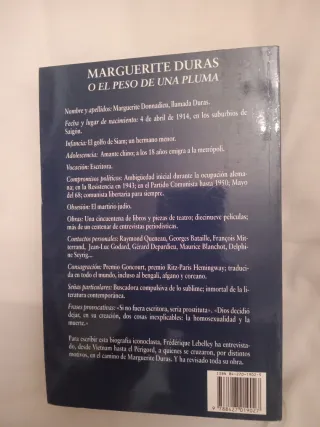 MARGUERITE DURAS
O EL PESO DE UNA PLUMA
Nombre y apellidos: Marguerite Donnadieu, llamada Duras.
Fecha y lugar de nacimiento: 4 de abril de 1914, en los suburbios de
Saigón.
Infancia: El golfo de Siam; un hermano menor.
Adolescencia: Amante chino; a los 18 años emigra a la metrópoli.
Vocación: Escritora.
Compromisos políticos: Ambigüedad inicial durante la ocupación alema-
na; en la Resistencia en 1943; en el Partido Comunista hasta 1950; Mayo
del 68; comunista libertaria para siempre.
Obsesión: El martirio judío.
Obras: Una cincuentena de libros y piezas de teatro; diecinueve películas;
más de un centenar de entrevistas periodísticas.
Contactos personales: Raymond Queneau, Georges Bataille, François Mit-
terrand, Jean-Luc Godard, Gérard Depardieu, Maurice Blanchot, Delphi-
ne Seyrig...
Consagración: Premio Goncourt, premio Ritz-Paris Hemingway; traduci-
da en todo el mundo, incluso al bengalí, afgano y coreano.
Señas particulares: Buscadora compulsiva de lo sublime; inmortal de la li-
teratura contemporánea.
Frases provocativas: «Si no fuera escritora, sería prostituta». «Dios decidió
dejar, en su creación, dos cosas inexplicables: la homosexualidad y la
muerte.»
Para escribir esta biografía iconoclasta, Frédérique Lebelley ha entrevista-
do, desde Vietnam hasta el Périgord, a quienes se cruzaron, por distintos
motivos, en el camino de Marguerite Duras. Y ha revisado toda su obra.